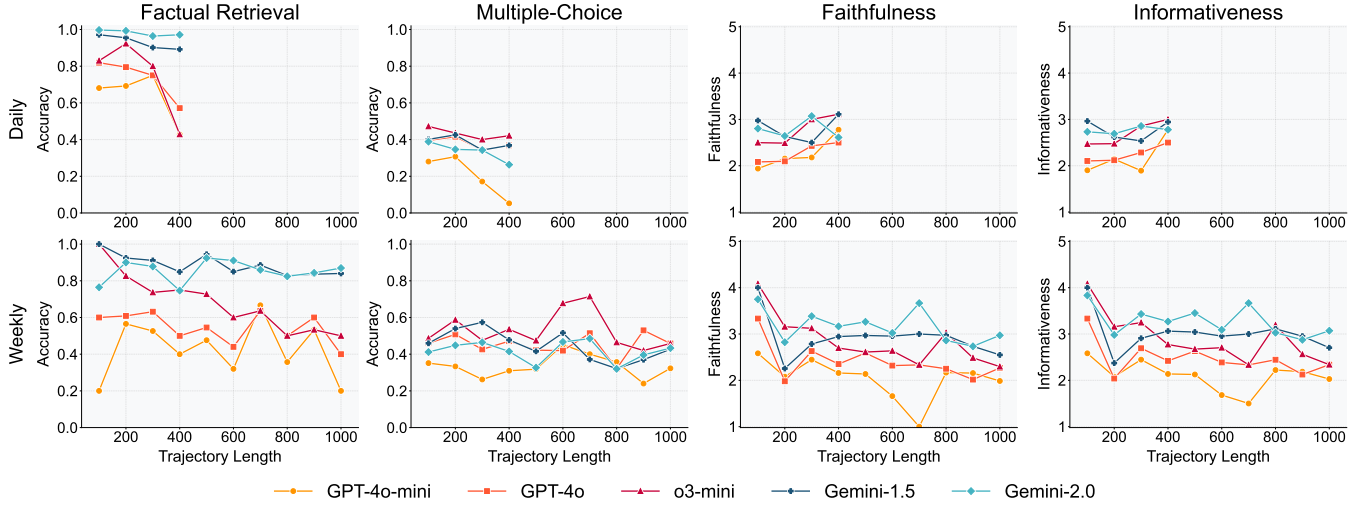 Factual Retrieval Multiple-Choice Faithfulness Informativeness
Daily
Accuracy
1.0
0.8
0.6
0.4
0.2
0.0
200 400 600 800 1000
Accuracy
1.0
0.8
0.6
0.4
0.2
0.0
200 400 600 800 1000
Faithfulness
5
4
3
2
1
200 400 600 800 1000
Informativeness
5
4
3
2
1
200 400 600 800 1000
Weekly
Accuracy
1.0
0.8
0.6
0.4
0.2
0.0
200 400 600 800 1000
Trajectory Length
Accuracy
1.0
0.8
0.6
0.4
0.2
0.0
200 400 600 800 1000
Trajectory Length
Faithfulness
5
4
3
2
1
200 400 600 800 1000
Trajectory Length
Informativeness
5
4
3
2
1
200 400 600 800 1000
Trajectory Length
GPT-4o-mini GPT-4o o3-mini Gemini-1.5 Gemini-2.0